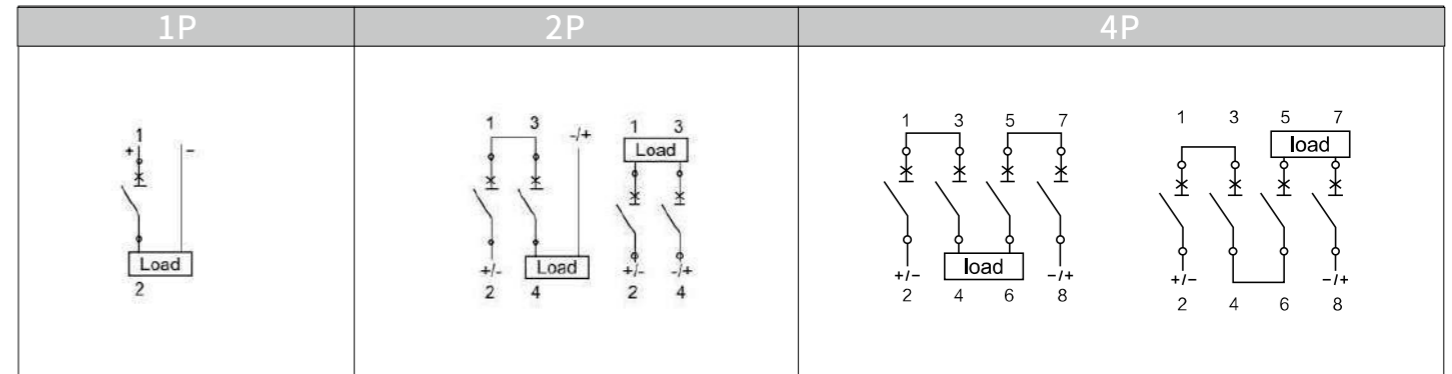 1P
2P
4P
1
+ -
Load
2
1 3 -/+
+/- Load
2 4
1 3
Load
+/- -/+
2 4
1 3 5 7
load
+/- -/+
2 4 6 8
1 3 5 7
load
+/- -/+
2 4 6 8